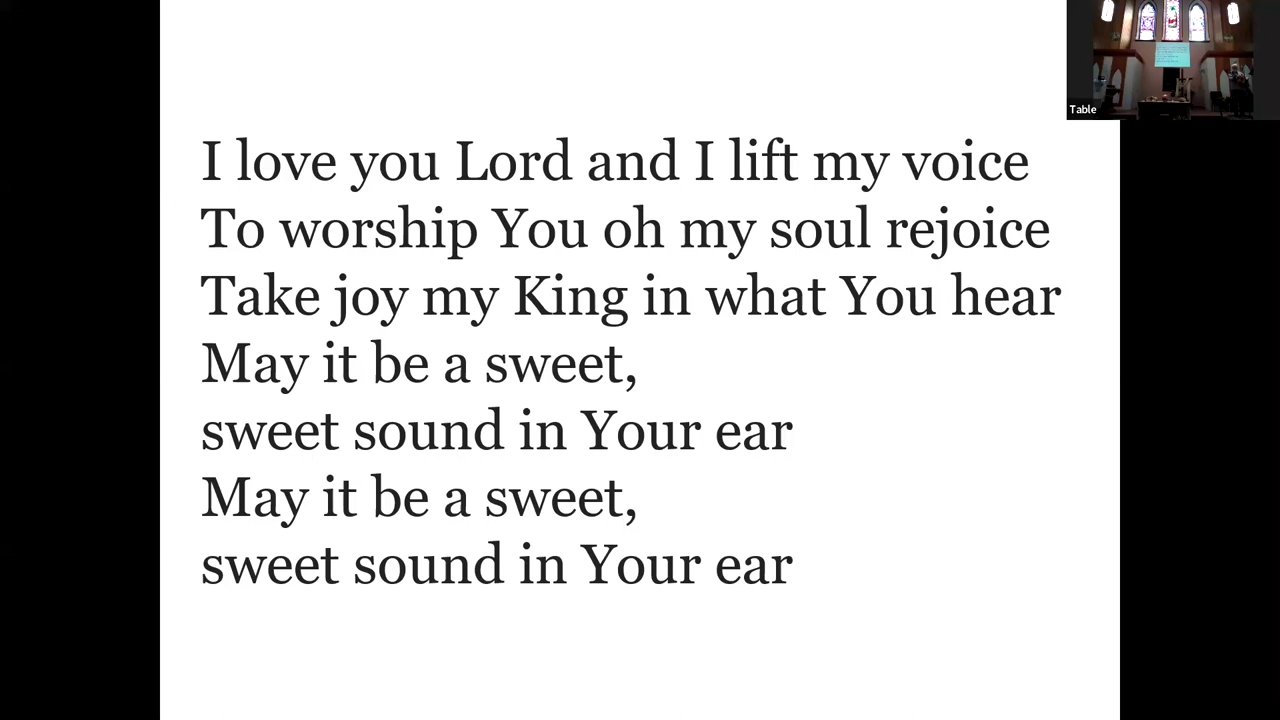 I love you Lord and I lift my voice
To worship You oh my soul rejoice
Take joy my King in what You hear
May it be a sweet,
sweet sound in Your ear
May it be a sweet,
sweet sound in Your ear
Table